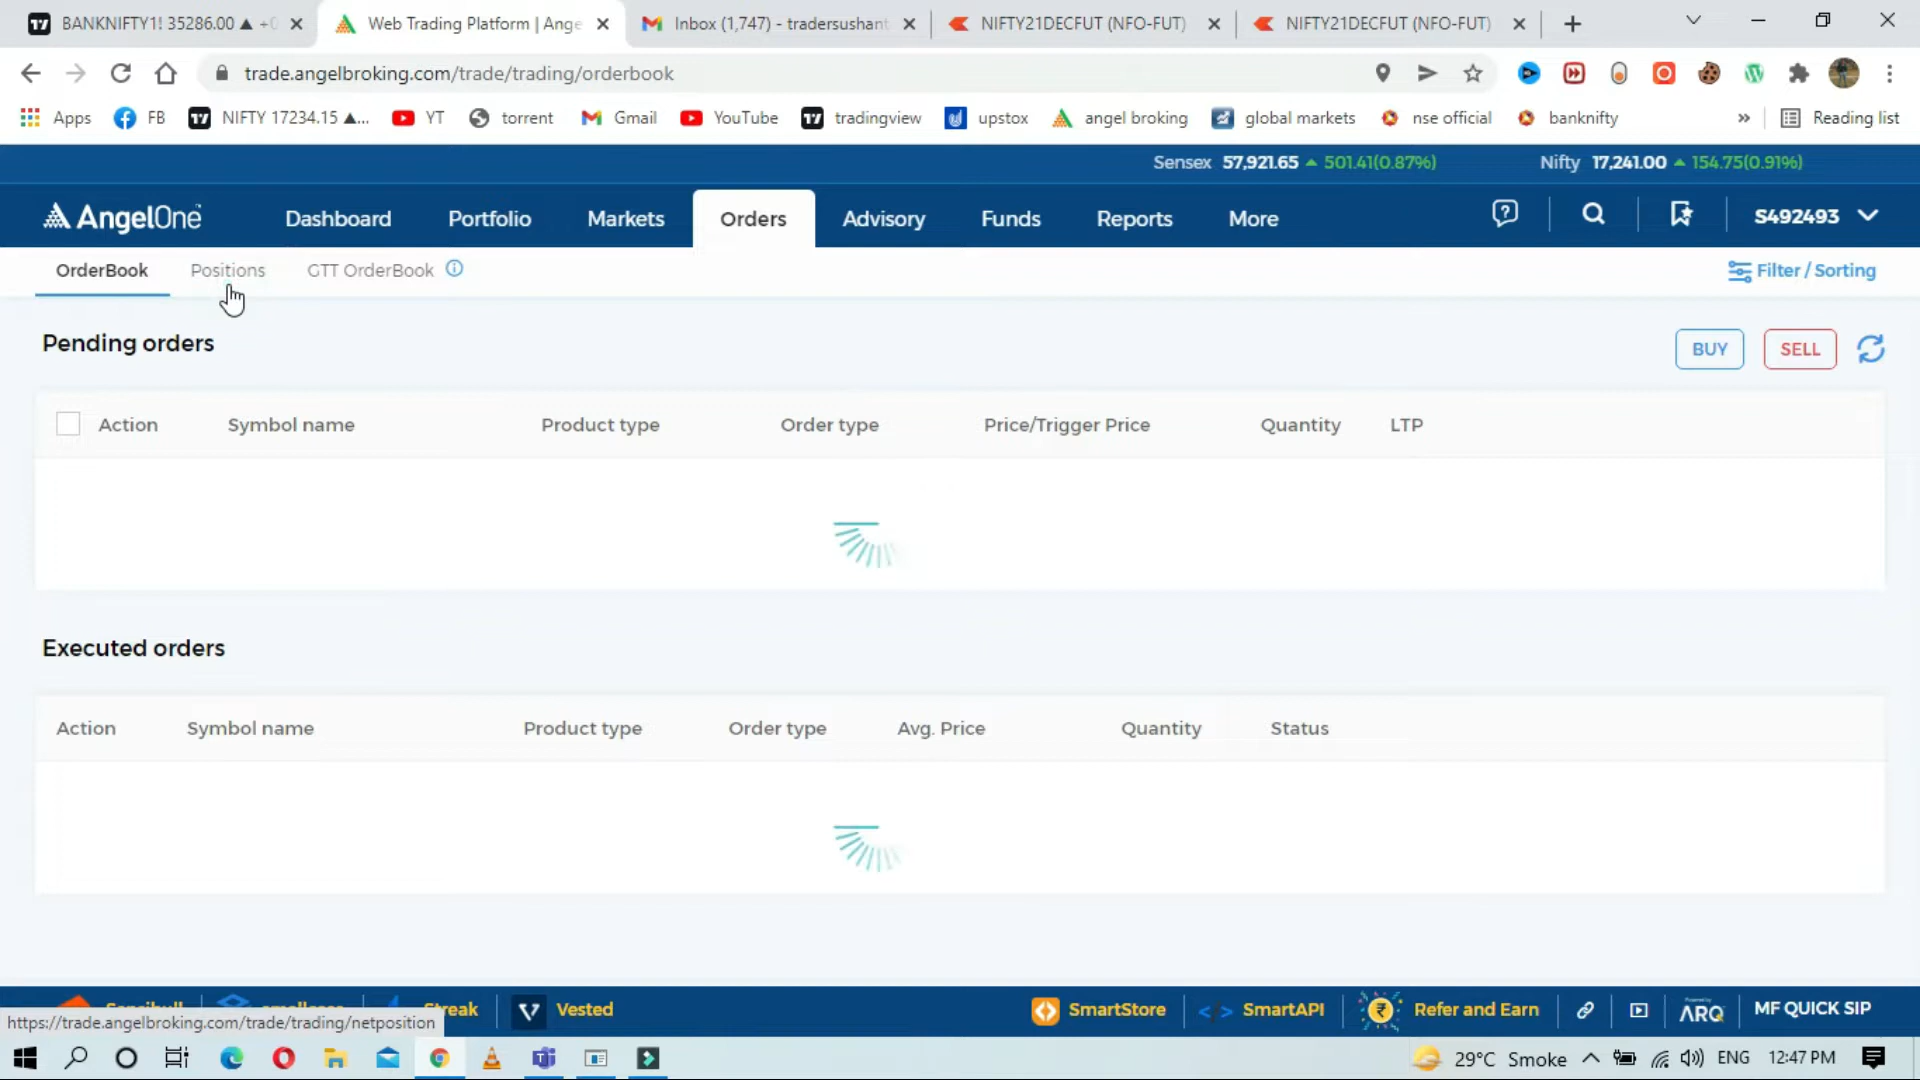 BANKNIFTY1! 35286.00 ▲ +0
Web Trading Platform | Ange
Inbox (1,747) - tradersushant
NIFTY21DECFUT (NFO-FUT)
NIFTY21DECFUT (NFO-FUT)
trade.angelbroking.com/trade/trading/orderbook
Apps FB NIFTY 17234.15 ▲... YT torrent Gmail YouTube tradingview upstox angel broking global markets nse official banknifty » Reading list
Sensex 57,921.65 ▲ 501.41(0.87%) Nifty 17,241.00 ▲ 154.75(0.91%)
AngelOne Dashboard Portfolio Markets Orders Advisory Funds Reports More S492493
OrderBook Positions GTT OrderBook Filter / Sorting
Pending orders BUY SELL
Action Symbol name Product type Order type Price/Trigger Price Quantity LTP
Executed orders
Action Symbol name Product type Order type Avg. Price Quantity Status
Streak Vested SmartStore SmartAPI Refer and Earn Powered by ARQ MF QUICK SIP
https://trade.angelbroking.com/trade/trading/netposition
29°C Smoke ENG 12:47 PM